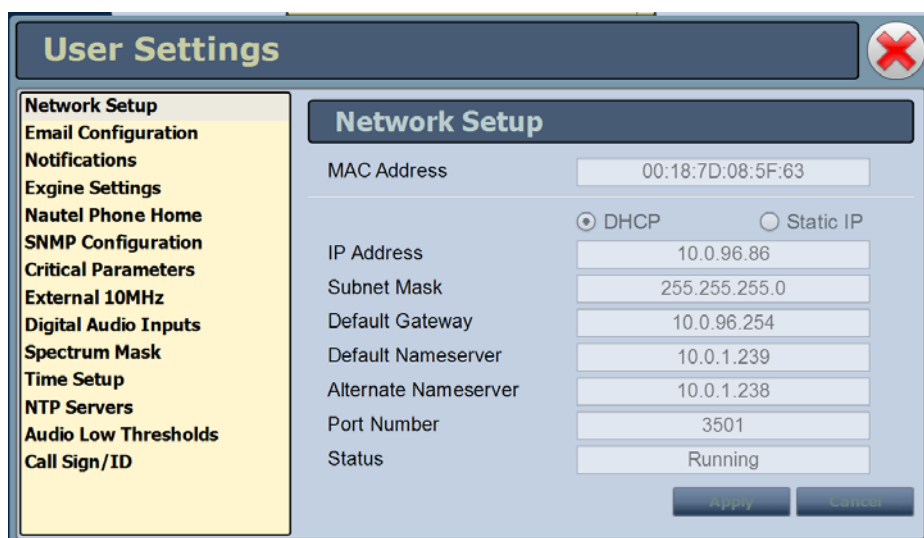 User Settings
Network Setup
Email Configuration
Notifications
Exgine Settings
Nautel Phone Home
SNMP Configuration
Critical Parameters
External 10MHz
Digital Audio Inputs
Spectrum Mask
Time Setup
NTP Servers
Audio Low Thresholds
Call Sign/ID
Network Setup
MAC Address 00:18:7D:08:5F:63
DHCP Static IP
IP Address 10.0.96.86
Subnet Mask 255.255.255.0
Default Gateway 10.0.96.254
Default Nameserver 10.0.1.239
Alternate Nameserver 10.0.1.238
Port Number 3501
Status Running
Apply Cancel